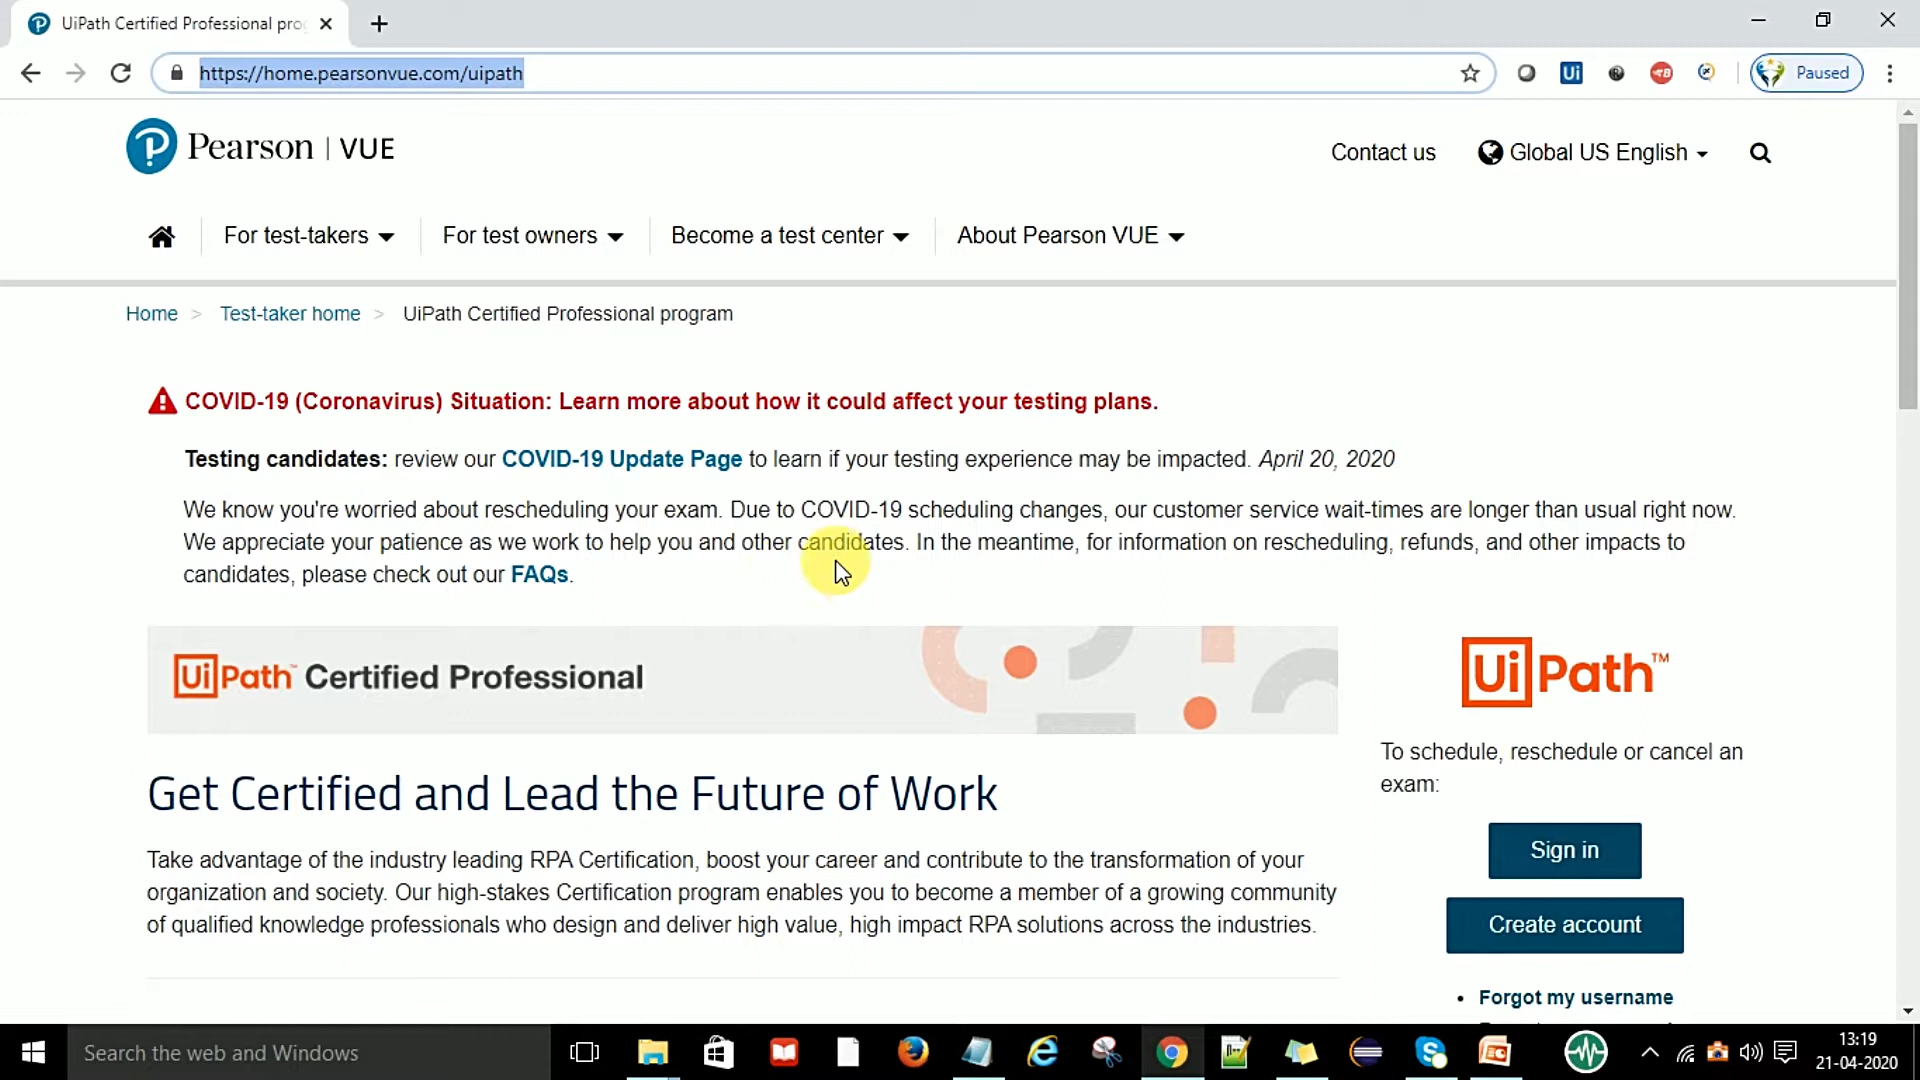 UiPath Certified Professional pro
https://home.pearsonvue.com/uipath
Ui
Paused
Pearson | VUE
Contact us
Global US English
For test-takers
For test owners
Become a test center
About Pearson VUE
Home > Test-taker home > UiPath Certified Professional program
COVID-19 (Coronavirus) Situation: Learn more about how it could affect your testing plans.
Testing candidates: review our COVID-19 Update Page to learn if your testing experience may be impacted. April 20, 2020
We know you're worried about rescheduling your exam. Due to COVID-19 scheduling changes, our customer service wait-times are longer than usual right now.
We appreciate your patience as we work to help you and other candidates. In the meantime, for information on rescheduling, refunds, and other impacts to
candidates, please check out our FAQs.
UiPath™ Certified Professional
UiPath™
To schedule, reschedule or cancel an
exam:
Sign in
Create account
• Forgot my username
Get Certified and Lead the Future of Work
Take advantage of the industry leading RPA Certification, boost your career and contribute to the transformation of your
organization and society. Our high-stakes Certification program enables you to become a member of a growing community
of qualified knowledge professionals who design and deliver high value, high impact RPA solutions across the industries.
Search the web and Windows
13:19
21-04-2020